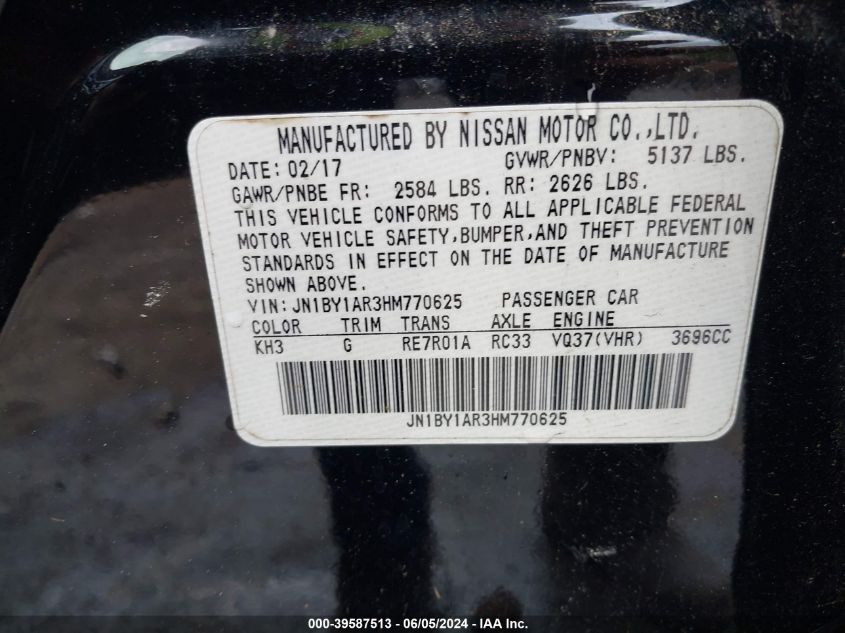 MANUFACTURED BY NISSAN MOTOR CO.,LTD.
DATE: 02/17 GVWR/PNBV: 5137 LBS.
GAWR/PNBE FR: 2584 LBS. RR: 2626 LBS.
THIS VEHICLE CONFORMS TO ALL APPLICABLE FEDERAL
MOTOR VEHICLE SAFETY,BUMPER,AND THEFT PREVENTION
STANDARDS IN EFFECT ON THE DATE OF MANUFACTURE
SHOWN ABOVE.
VIN: JN1BY1AR3HM770625 PASSENGER CAR
COLOR TRIM TRANS AXLE ENGINE
KH3 G RE7R01A RC33 VQ37(VHR) 3696CC
JN1BY1AR3HM770625
000-39587513 - 06/05/2024 - IAAI.com